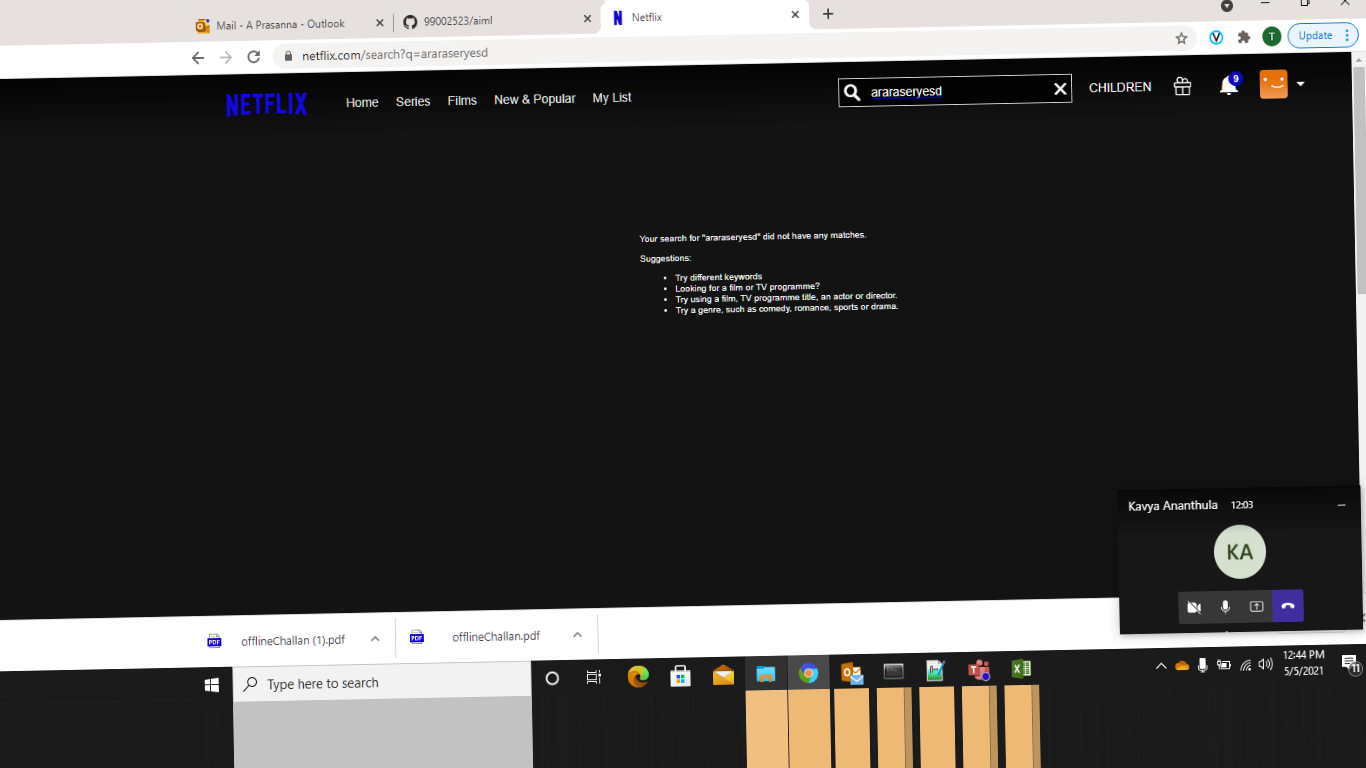 Mail - A Prasanna - Outlook
99002523/aiml
Netflix
netflix.com/search?q=araraseryesd
T
Update
NETFLIX
Home
Series
Films
New & Popular
My List
araraseryesd
CHILDREN
9
Your search for "araraseryesd" did not have any matches.
Suggestions:
Try different keywords
Looking for a film or TV programme?
Try using a film, TV programme title, an actor or director.
Try a genre, such as comedy, romance, sports or drama.
Kavya Ananthula 12:03
KA
PDF
offlineChallan (1).pdf
PDF
offlineChallan.pdf
Type here to search
12:44 PM
5/5/2021
11